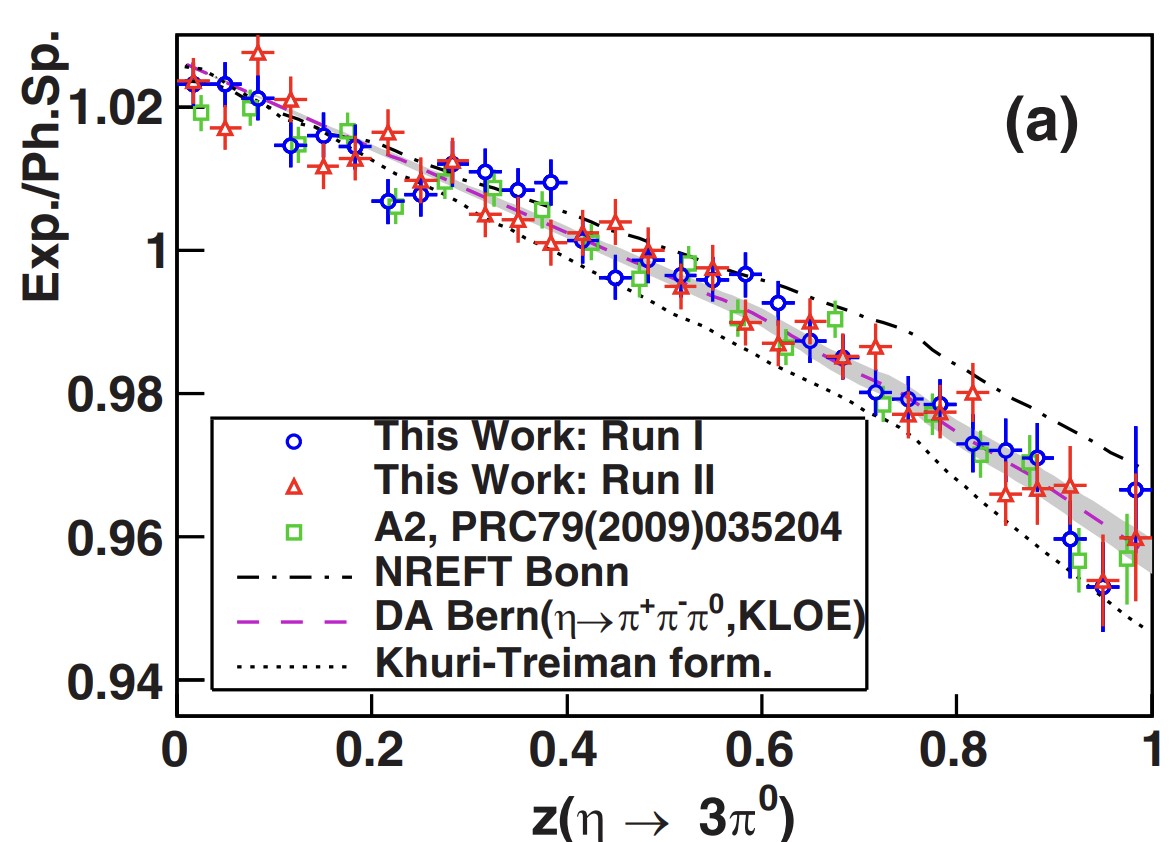 Exp./Ph.Sp.
(a)
1.02
1
0.98
0.96
0.94
This Work: Run I
This Work: Run II
A2, PRC79(2009)035204
NREFT Bonn
DA Bern(η→π⁺π⁻π⁰,KLOE)
Khuri-Treiman form.
0 0.2 0.4 0.6 0.8 1
z(η → 3π⁰)